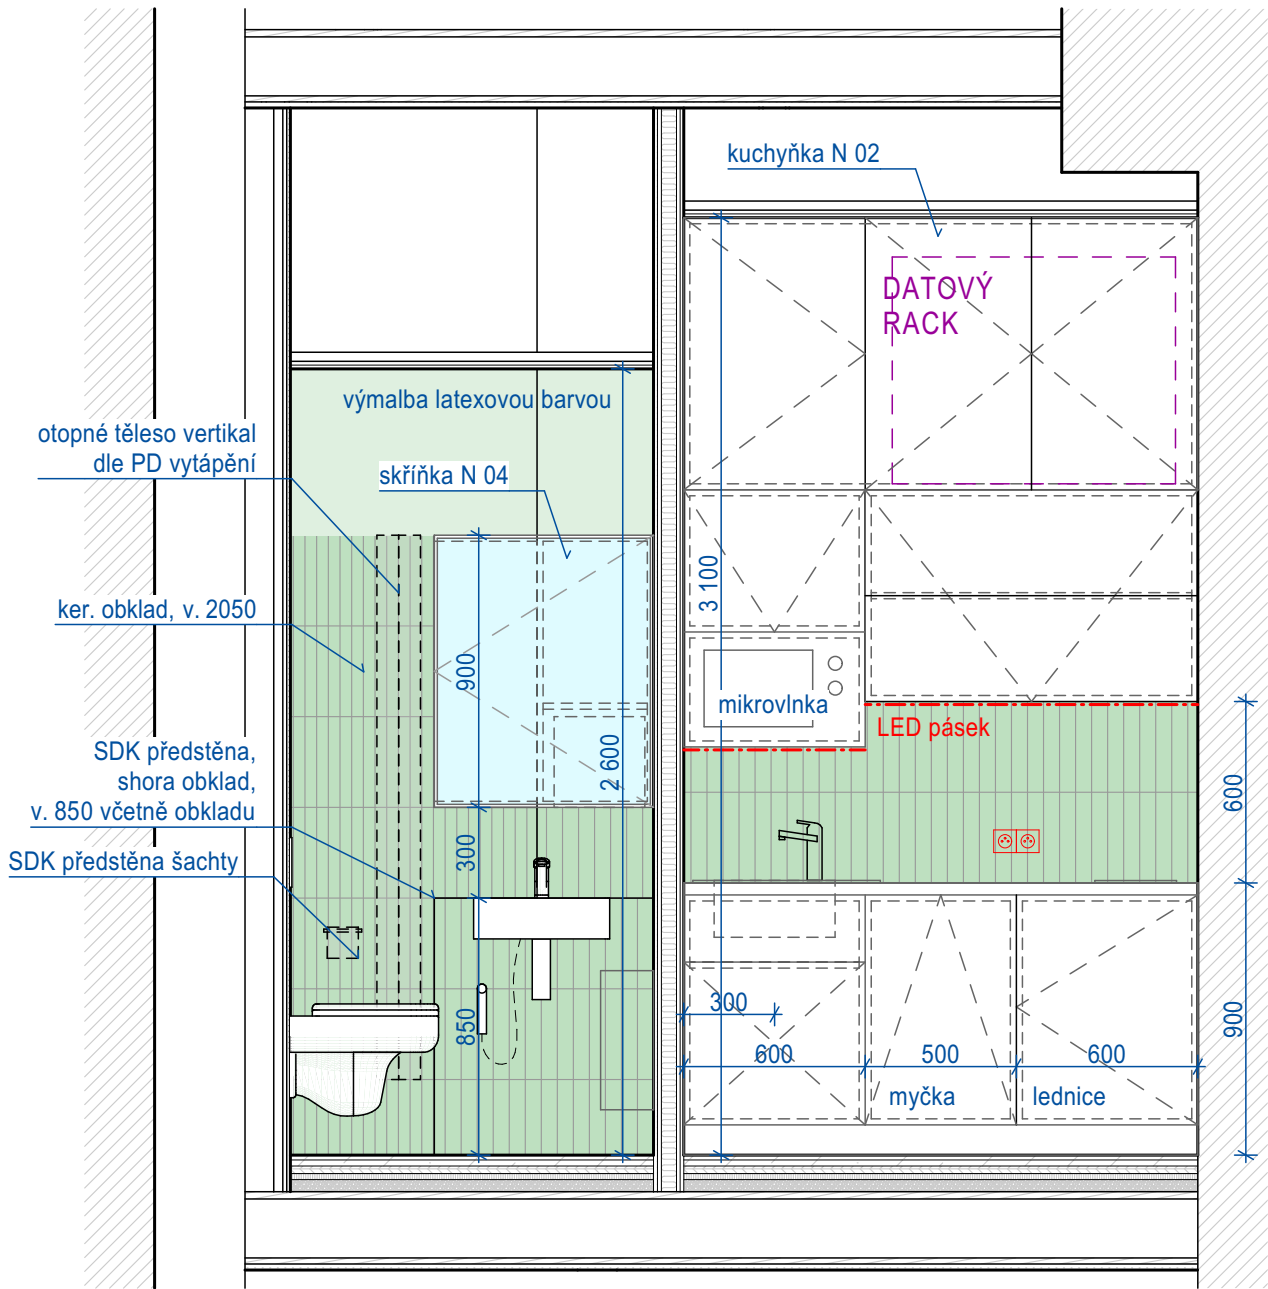 kuchyňka N 02
DATOVÝ
RACK
výmalba latexovou barvou
otopné těleso vertikal
dle PD vytápění
skříňka N 04
3 100
ker. obklad, v. 2050
900
mikrovlnka
LED pásek
SDK předstěna,
shora obklad,
v. 850 včetně obkladu
2 600
600
300
SDK předstěna šachty
850
300
900
600
500
600
myčka
lednice